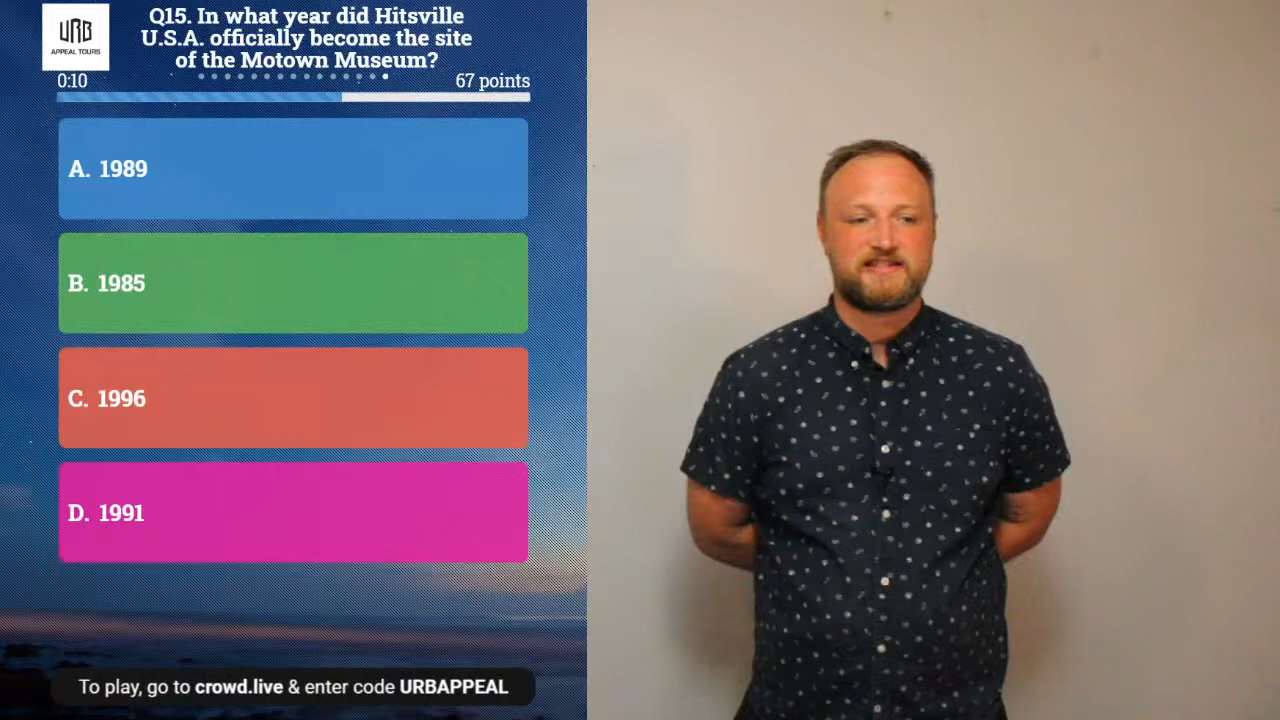 URB
APPEAL TOURS
Q15. In what year did Hitsville
U.S.A. officially become the site
of the Motown Museum?
0:10
67 points
A. 1989
B. 1985
C. 1996
D. 1991
To play, go to crowd.live & enter code URBAPPEAL